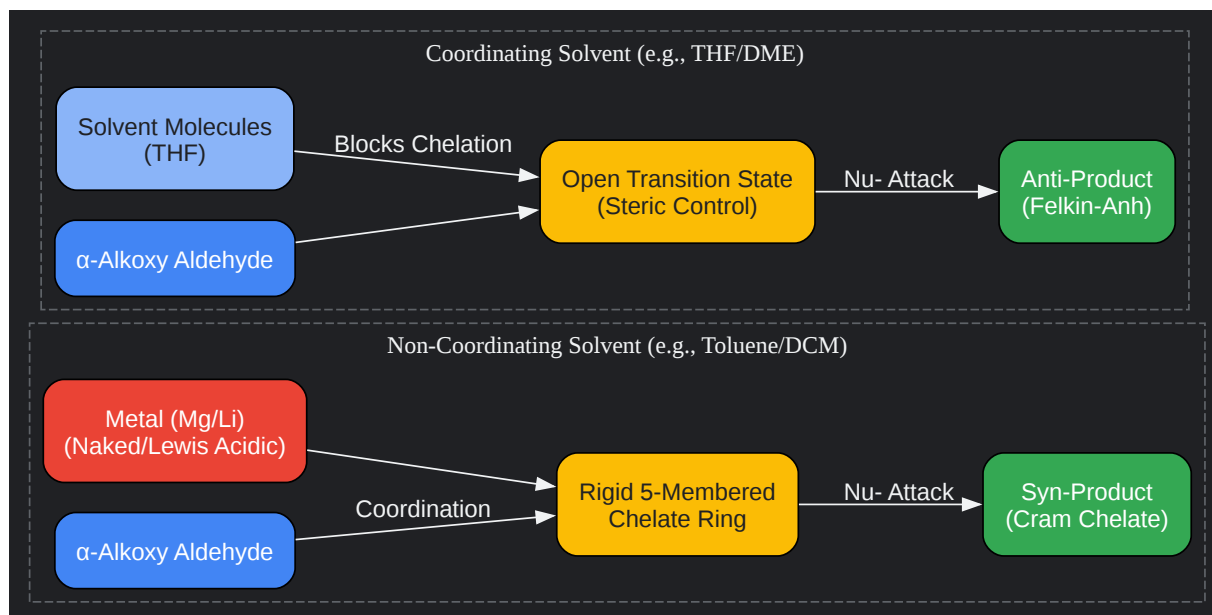 Coordinating Solvent (e.g., THF/DME)
Solvent Molecules
(THF)
Blocks Chelation
α-Alkoxy Aldehyde
Open Transition State
(Steric Control)
Nu- Attack
Anti-Product
(Felkin-Anh)
Non-Coordinating Solvent (e.g., Toluene/DCM)
Metal (Mg/Li)
(Naked/Lewis Acidic)
Coordination
α-Alkoxy Aldehyde
Rigid 5-Membered
Chelate Ring
Nu- Attack
Syn-Product
(Cram Chelate)